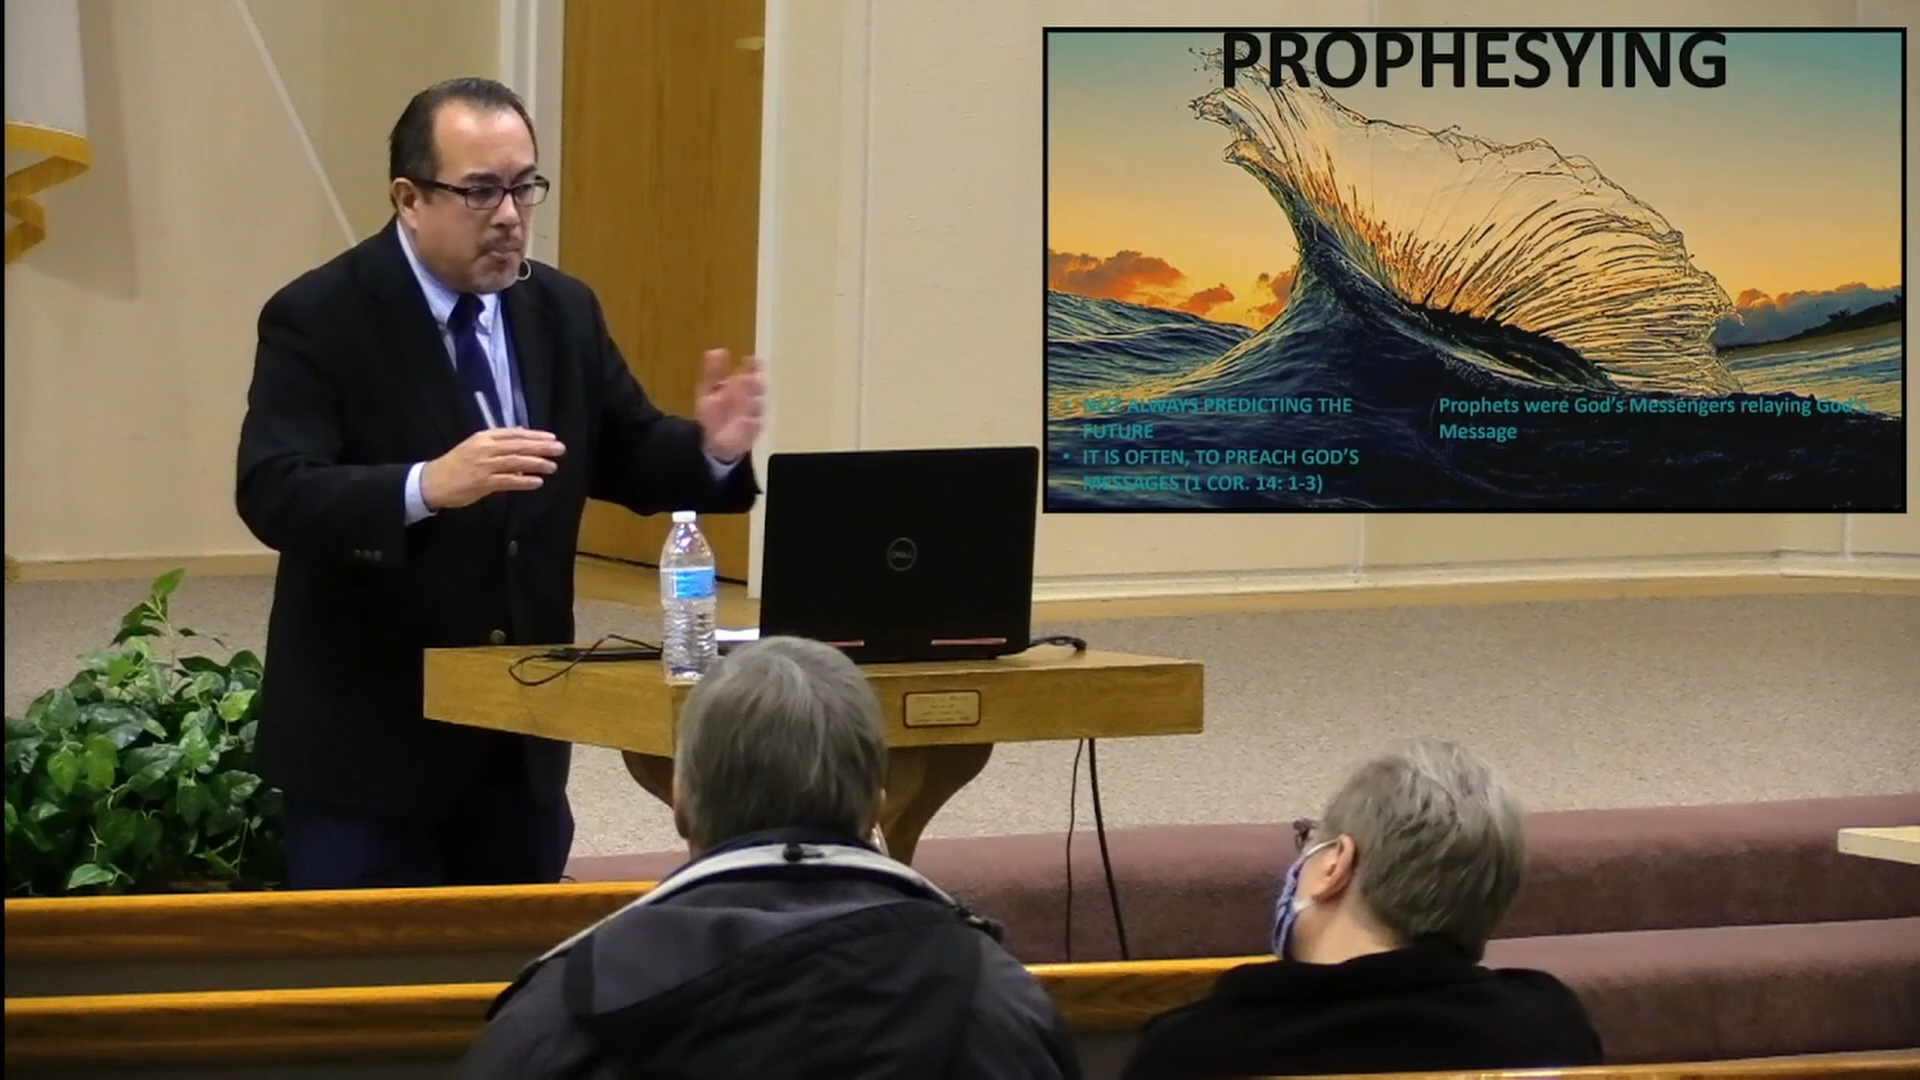 PROPHESYING
• NOT ALWAYS PREDICTING THE
FUTURE
• IT IS OFTEN, TO PREACH GOD'S
MESSAGES (1 COR. 14: 1-3)
Prophets were God's Messengers relaying God's
Message
DELL